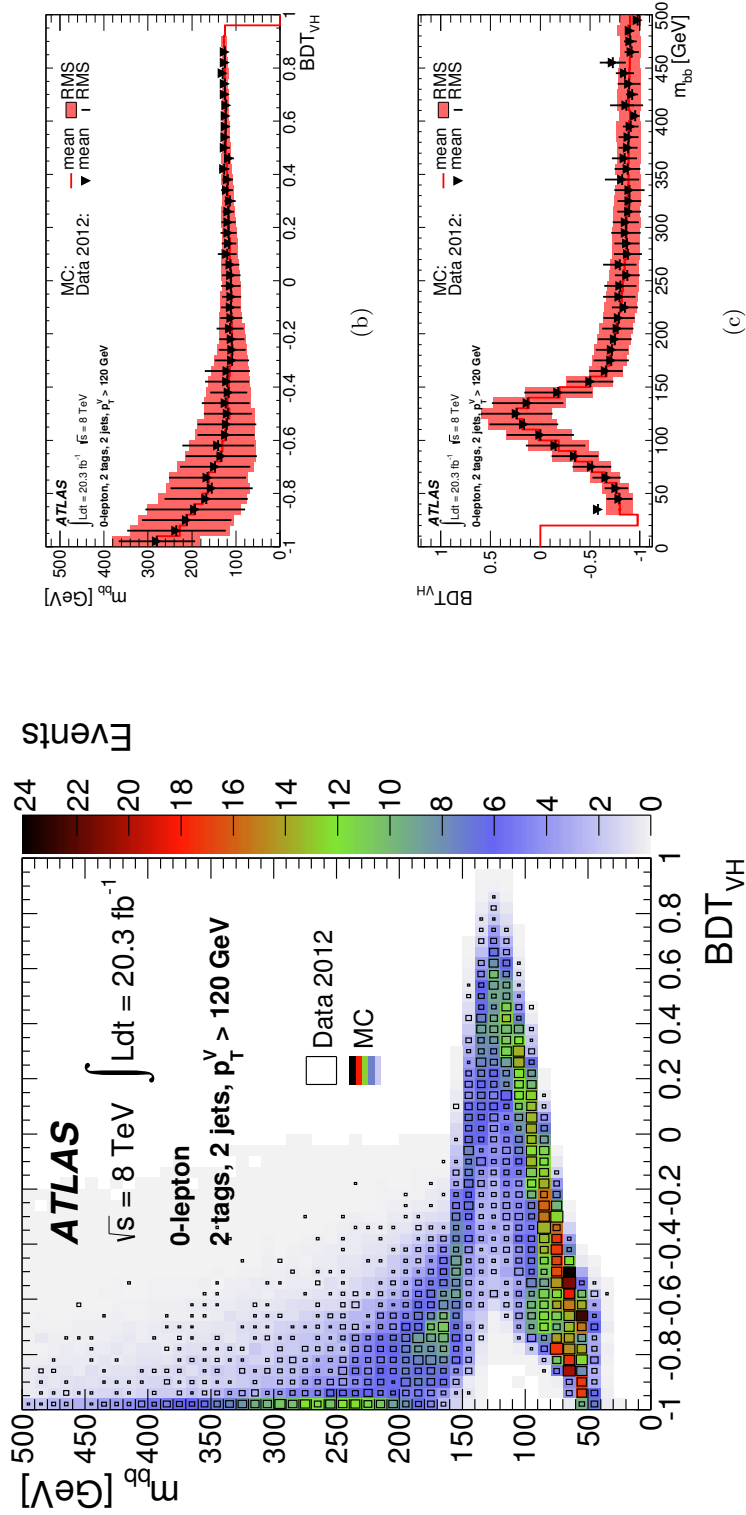 m_bb [GeV]
500
450
400
350
300
250
200
150
100
50
0
ATLAS
√s = 8 TeV ∫ Ldt = 20.3 fb⁻¹
0-lepton
2 tags, 2 jets, p_T^V > 120 GeV
Data 2012
MC
-1 -0.8 -0.6 -0.4 -0.2 0 0.2 0.4 0.6 0.8 1
BDT_VH
Events
24
22
20
18
16
14
12
10
8
6
4
2
0
m_bb [GeV]
500
400
300
200
100
0
ATLAS
∫ Ldt = 20.3 fb⁻¹ √s = 8 TeV
0-lepton, 2 tags, 2 jets, p_T^V > 120 GeV
MC: mean RMS
Data 2012: mean RMS
-1 -0.8 -0.6 -0.4 -0.2 0 0.2 0.4 0.6 0.8 1
BDT_VH
(b)
BDT_VH
1
0.5
0
-0.5
-1
ATLAS
∫ Ldt = 20.3 fb⁻¹ √s = 8 TeV
0-lepton, 2 tags, 2 jets, p_T^V > 120 GeV
MC: mean RMS
Data 2012: mean RMS
0 50 100 150 200 250 300 350 400 450 500
m_bb [GeV]
(c)